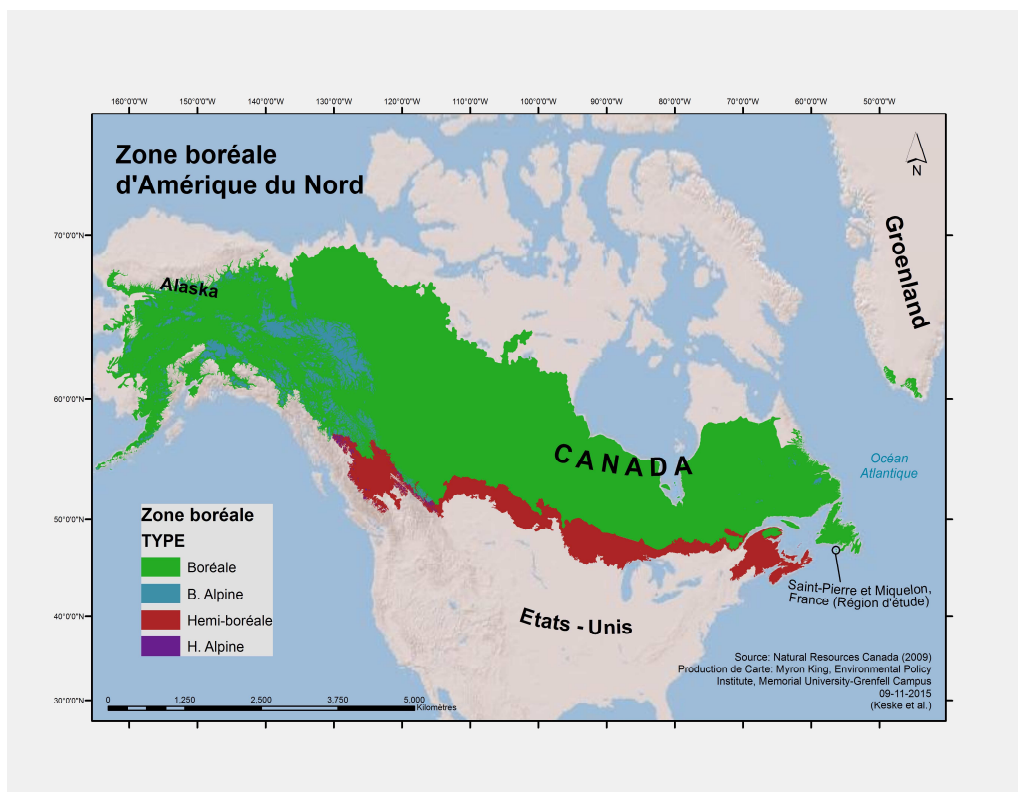 160°0'0"W 150°0'0"W 140°0'0"W 130°0'0"W 120°0'0"W 110°0'0"W 100°0'0"W 90°0'0"W 80°0'0"W 70°0'0"W 60°0'0"W 50°0'0"W
Zone boréale
d'Amérique du Nord
N
70°0'0"N
Groenland
Alaska
60°0'0"N
CANADA
Océan
Atlantique
50°0'0"N
Zone boréale
TYPE
Boréale
B. Alpine
Hemi-boréale
H. Alpine
Saint-Pierre et Miquelon,
France (Région d'étude)
40°0'0"N
Etats - Unis
Source: Natural Resources Canada (2009)
Production de Carte: Myron King, Environmental Policy
Institute, Memorial University-Grenfell Campus
09-11-2015
(Keske et al.)
30°0'0"N
0 1,250 2,500 3,750 5,000
Kilomètres